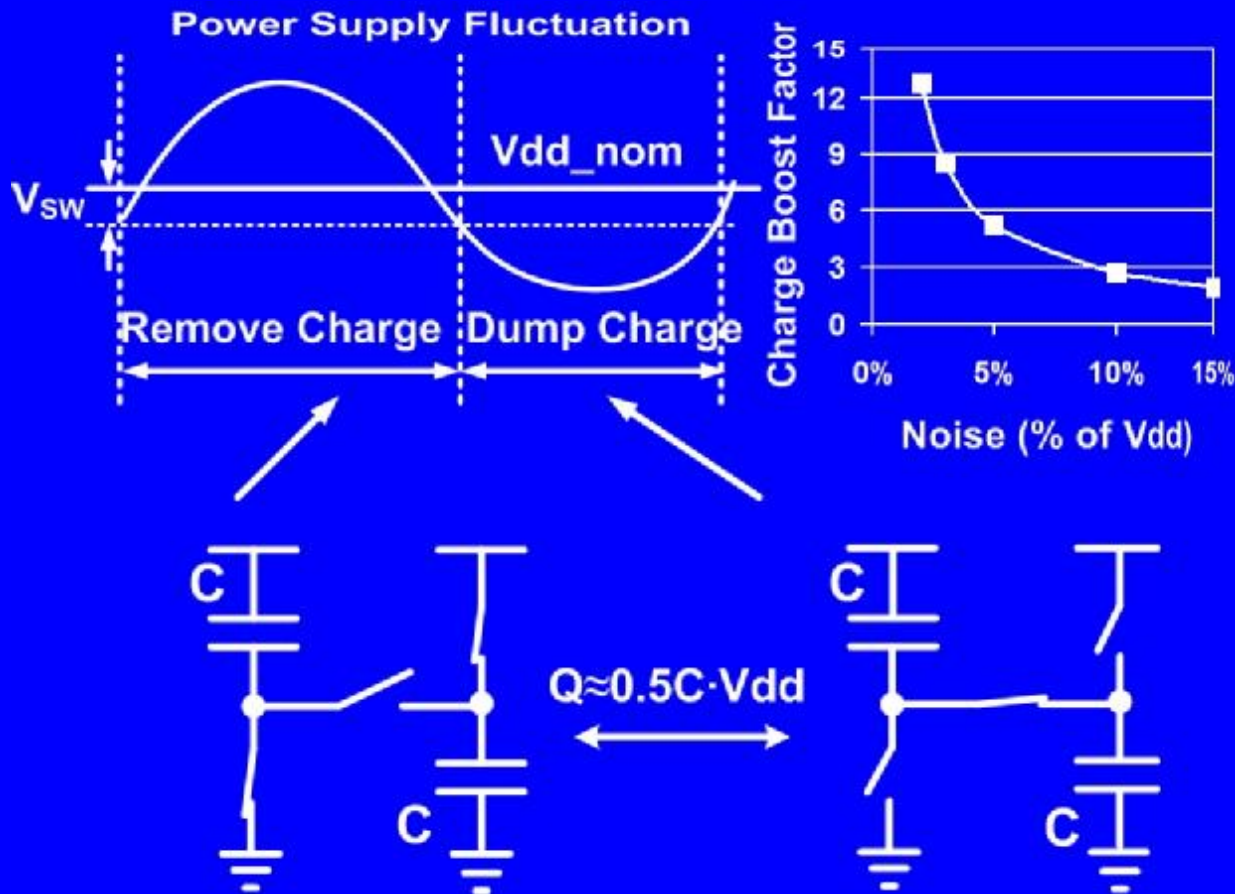 Power Supply Fluctuation
V_SW
Vdd_nom
Remove Charge
Dump Charge
Charge Boost Factor
15
12
9
6
3
0
0% 5% 10% 15%
Noise (% of Vdd)
C
C
Q≈0.5C·Vdd
C
C